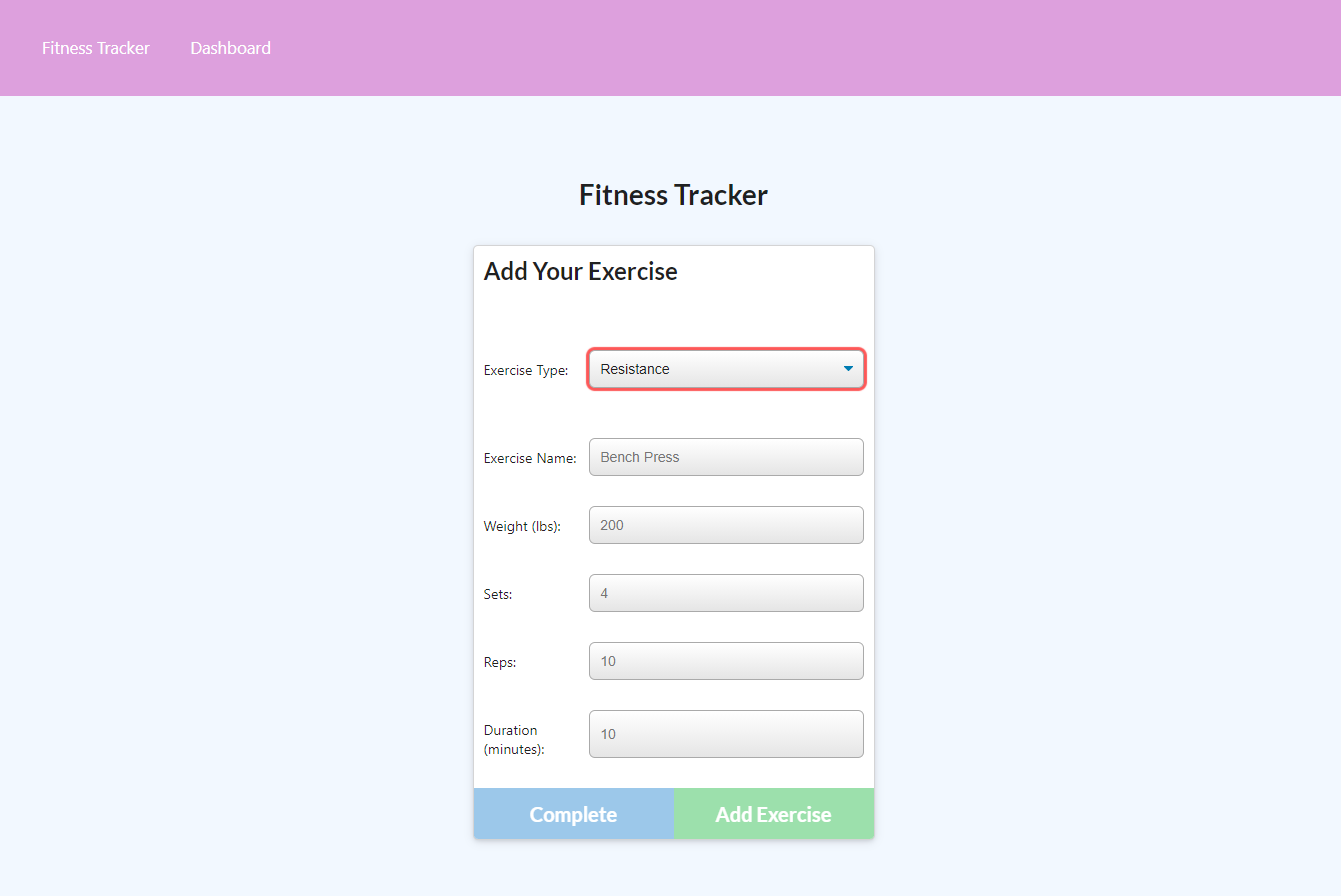 Fitness Tracker Dashboard
Fitness Tracker
Add Your Exercise
Exercise Type: Resistance
Exercise Name: Bench Press
Weight (lbs): 200
Sets: 4
Reps: 10
Duration
(minutes): 10
Complete Add Exercise